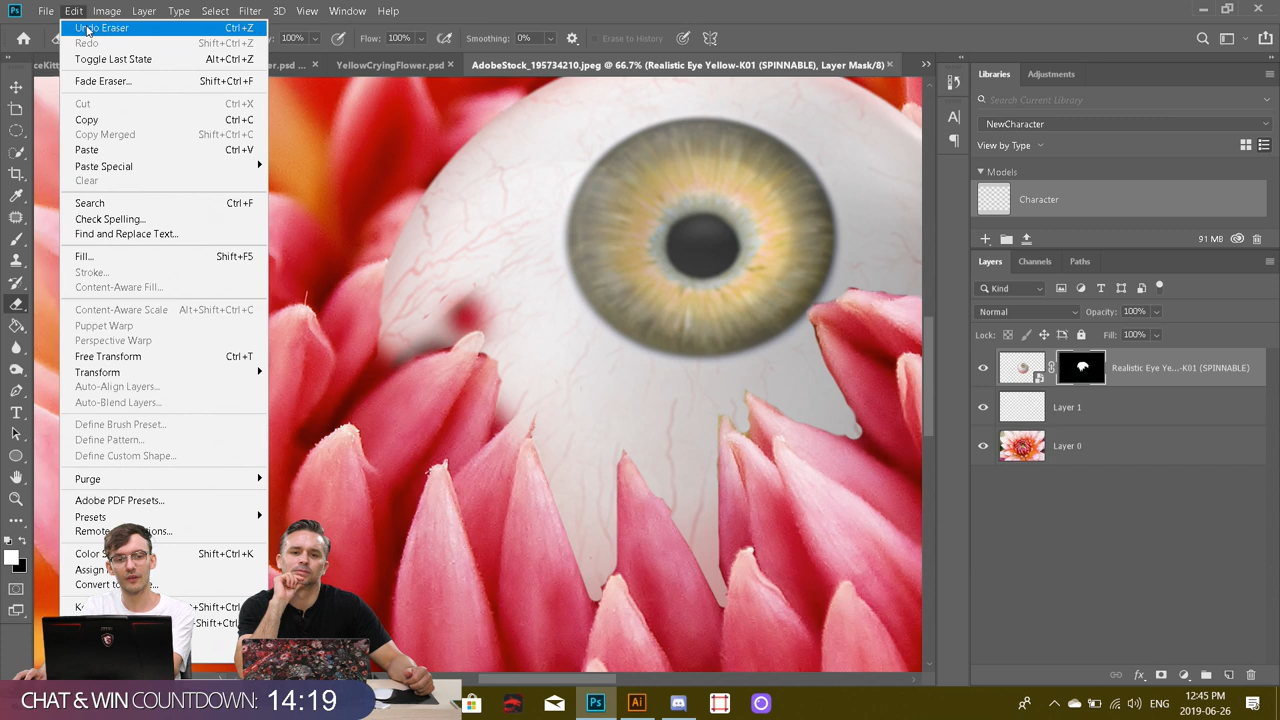 Ps File Edit Image Layer Type Select Filter 3D View Window Help
100% Flow: 100% Smoothing: 0% Erase to History
YellowCryingFlower.psd × AdobeStock_195734210.jpeg @ 66.7% (Realistic Eye Yellow-K01 (SPINNABLE), Layer Mask/8) ×
Undo Eraser Ctrl+Z
Redo Shift+Ctrl+Z
Toggle Last State Alt+Ctrl+Z
Fade Eraser... Shift+Ctrl+F
Cut Ctrl+X
Copy Ctrl+C
Copy Merged Shift+Ctrl+C
Paste Ctrl+V
Paste Special
Clear
Search Ctrl+F
Check Spelling...
Find and Replace Text...
Fill... Shift+F5
Stroke...
Content-Aware Fill...
Content-Aware Scale Alt+Shift+Ctrl+C
Puppet Warp
Perspective Warp
Free Transform Ctrl+T
Transform
Auto-Align Layers...
Auto-Blend Layers...
Define Brush Preset...
Define Pattern...
Define Custom Shape...
Purge
Adobe PDF Presets...
Presets
Shift+Ctrl+K
Libraries Adjustments
Search Current Library
NewCharacter
View by Type
Models
Character
91 MB
Layers Channels Paths
Kind
Normal Opacity: 100%
Lock: Fill: 100%
Realistic Eye Ye...-K01 (SPINNABLE)
Layer 1
Layer 0
CHAT & WIN COUNTDOWN: 14:19
Ps Ai
ENG
12:45 PM
2019-06-26